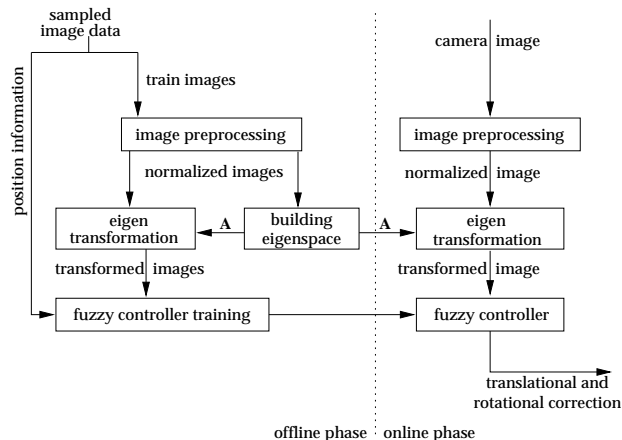 sampled
image data
camera image
train images
position information
image preprocessing
image preprocessing
normalized images
normalized image
eigen
transformation
A
building
eigenspace
A
eigen
transformation
transformed images
transformed image
fuzzy controller training
fuzzy controller
translational and
rotational correction
offline phase
online phase